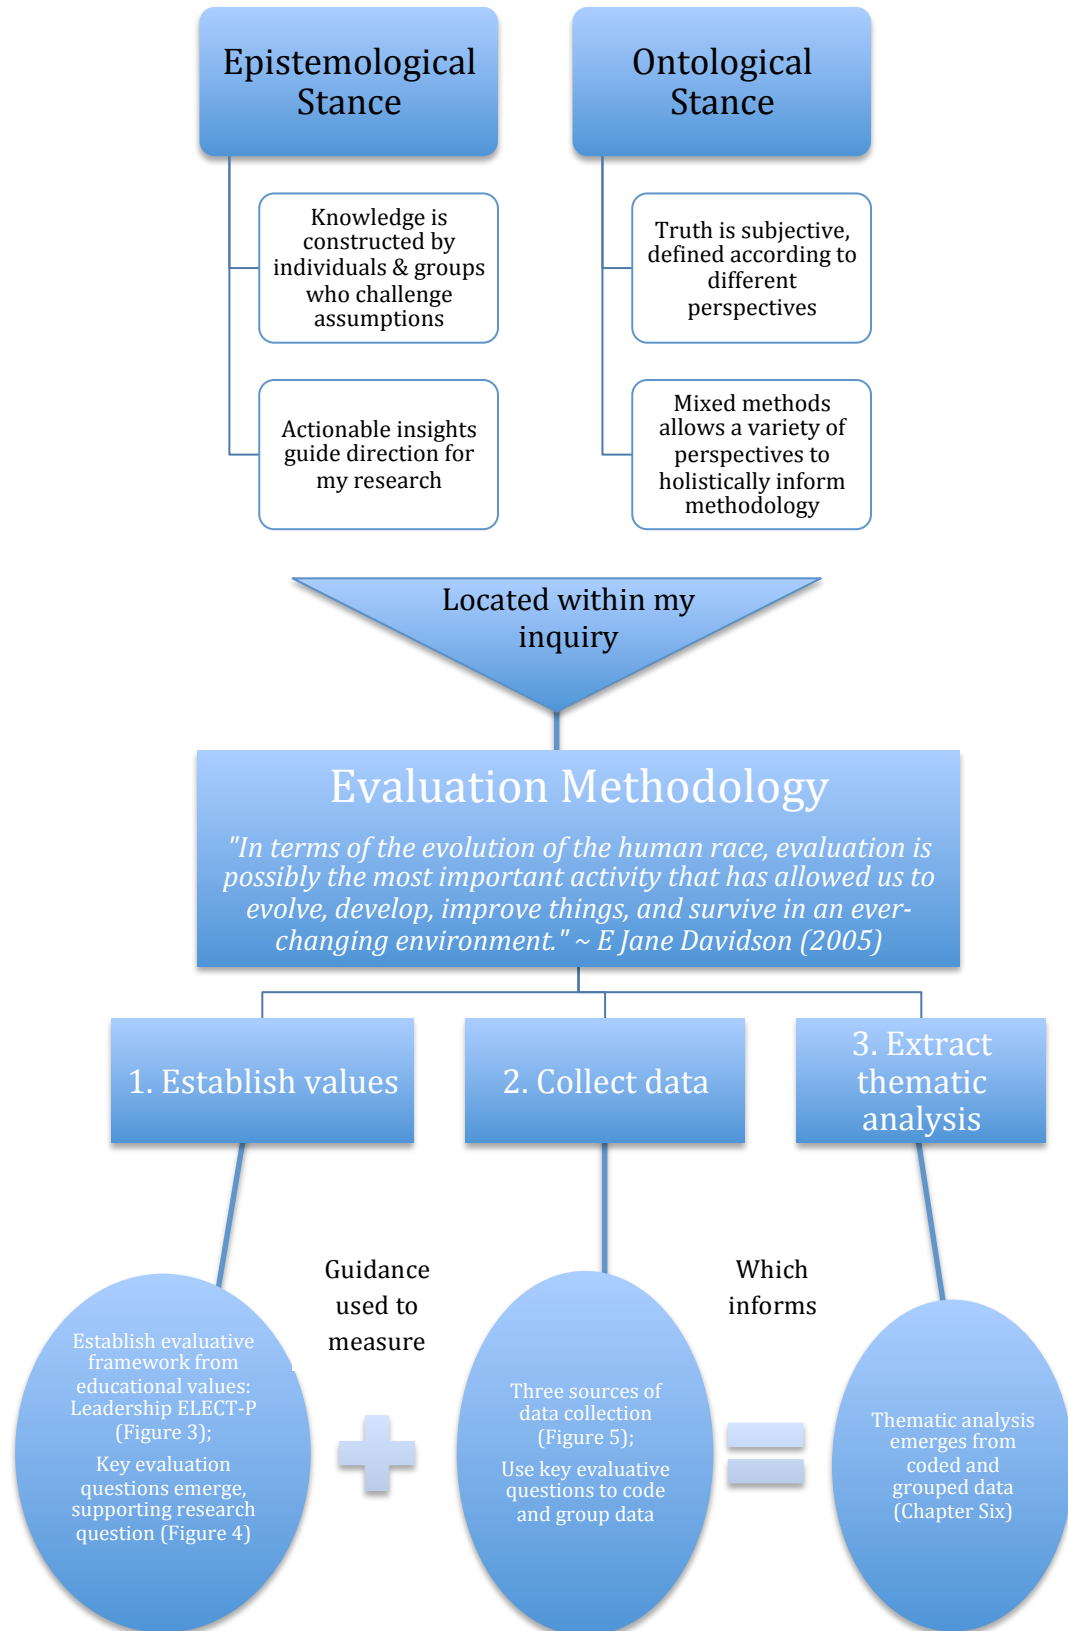 Epistemological
Stance
Ontological
Stance
Knowledge is
constructed by
individuals & groups
who challenge
assumptions
Truth is subjective,
defined according to
different
perspectives
Actionable insights
guide direction for
my research
Mixed methods
allows a variety of
perspectives to
holistically inform
methodology
Located within my
inquiry
Evaluation Methodology
"In terms of the evolution of the human race, evaluation is
possibly the most important activity that has allowed us to
evolve, develop, improve things, and survive in an ever-
changing environment." ~ E Jane Davidson (2005)
1. Establish values
2. Collect data
3. Extract
thematic
analysis
Guidance
used to
measure
Which
informs
Establish evaluative
framework from
educational values:
Leadership ELECT-P
(Figure 3);
Key evaluation
questions emerge,
supporting research
question (Figure 4)
Three sources of
data collection
(Figure 5);
Use key evaluative
questions to code
and group data
Thematic analysis
emerges from
coded and
grouped data
(Chapter Six)